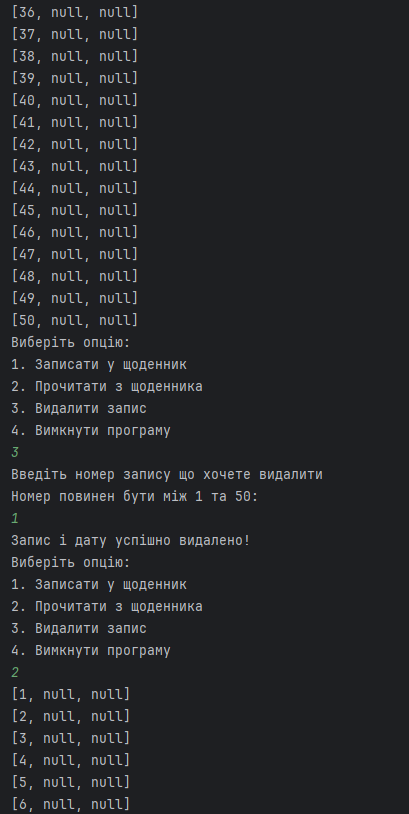 [36, null, null]
[37, null, null]
[38, null, null]
[39, null, null]
[40, null, null]
[41, null, null]
[42, null, null]
[43, null, null]
[44, null, null]
[45, null, null]
[46, null, null]
[47, null, null]
[48, null, null]
[49, null, null]
[50, null, null]
Виберіть опцію:
1. Записати у щоденник
2. Прочитати з щоденника
3. Видалити запис
4. Вимкнути програму
3
Введіть номер запису що хочете видалити
Номер повинен бути між 1 та 50:
1
Запис і дату успішно видалено!
Виберіть опцію:
1. Записати у щоденник
2. Прочитати з щоденника
3. Видалити запис
4. Вимкнути програму
2
[1, null, null]
[2, null, null]
[3, null, null]
[4, null, null]
[5, null, null]
[6, null, null]